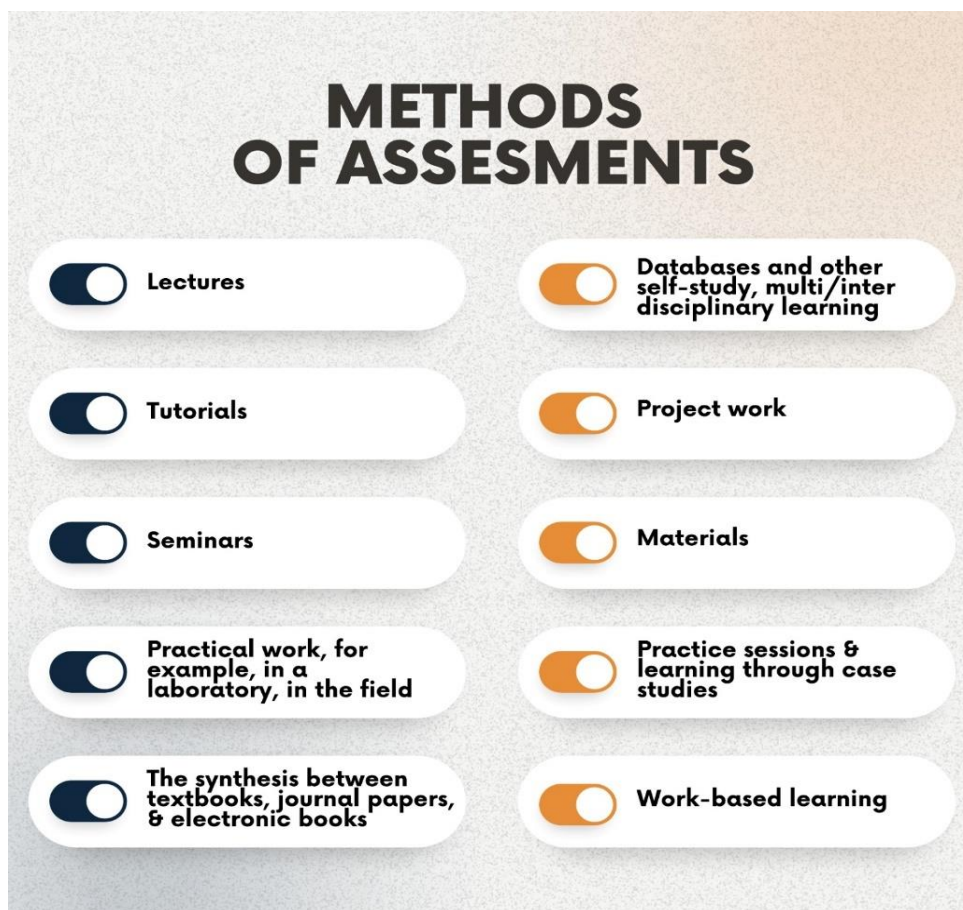 METHODS
OF ASSESMENTS
Lectures
Tutorials
Seminars
Practical work, for
example, in a
laboratory, in the field
The synthesis between
textbooks, journal papers,
& electronic books
Databases and other
self-study, multi/inter
disciplinary learning
Project work
Materials
Practice sessions &
learning through case
studies
Work-based learning